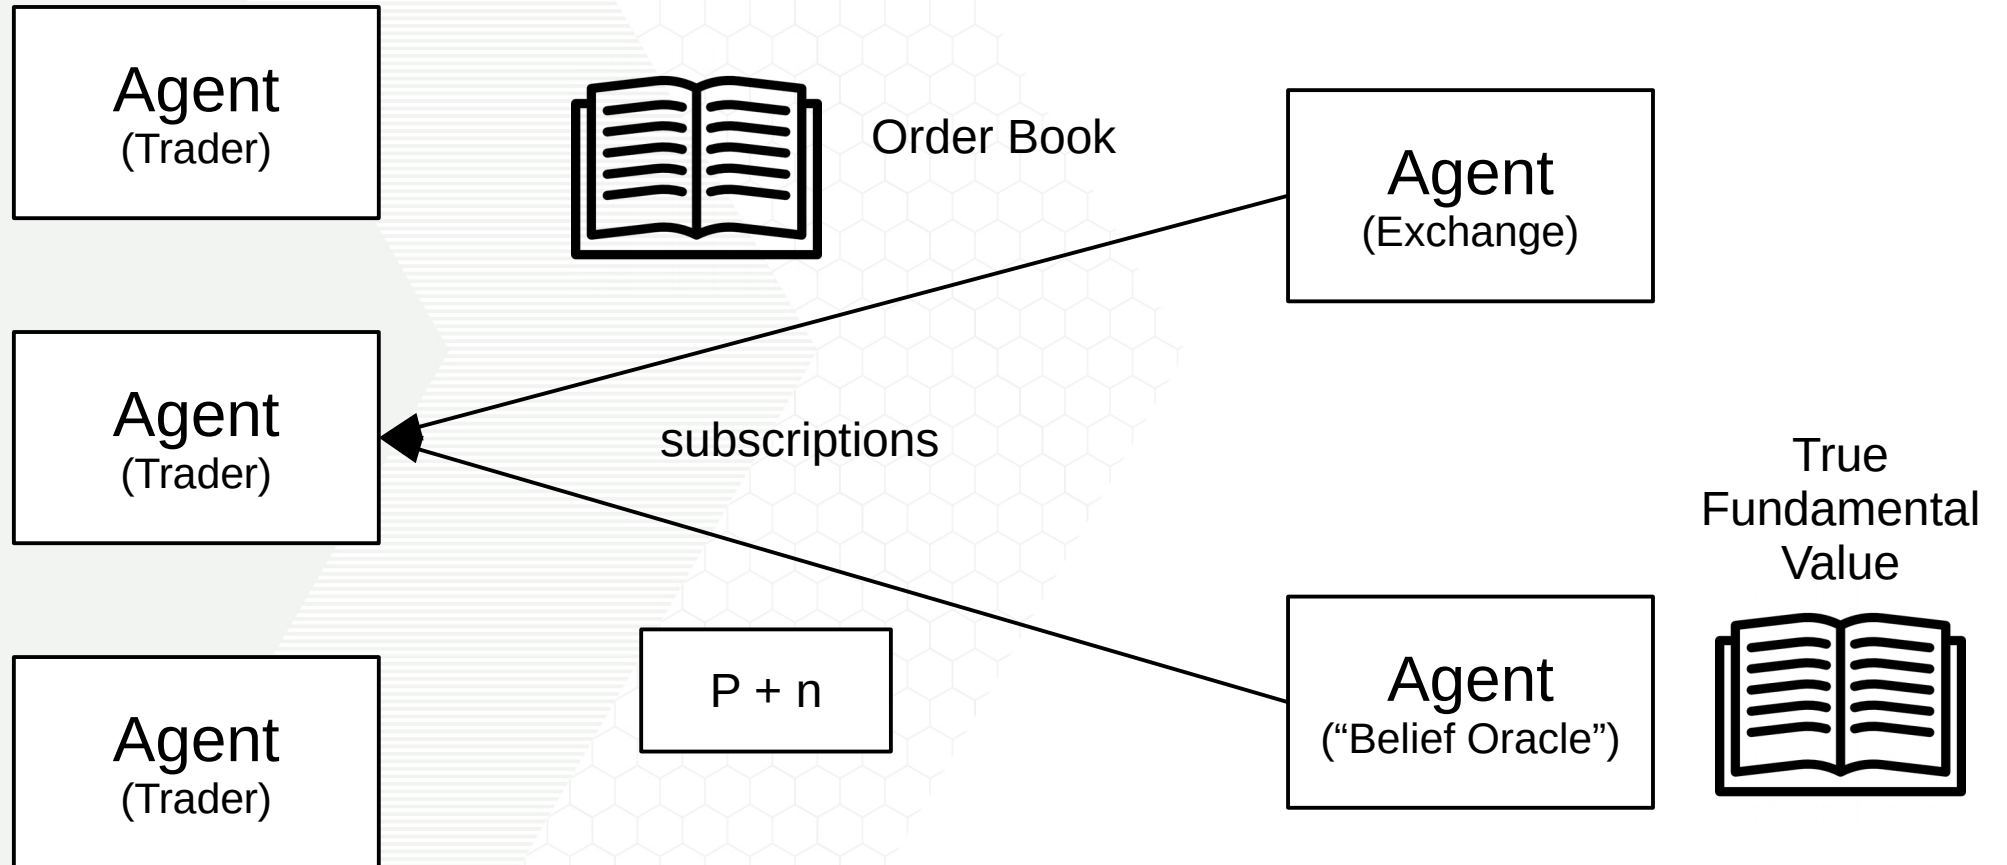 Agent
(Trader)
Order Book
Agent
(Exchange)
Agent
(Trader)
subscriptions
True
Fundamental
Value
P + n
Agent
(“Belief Oracle”)
Agent
(Trader)